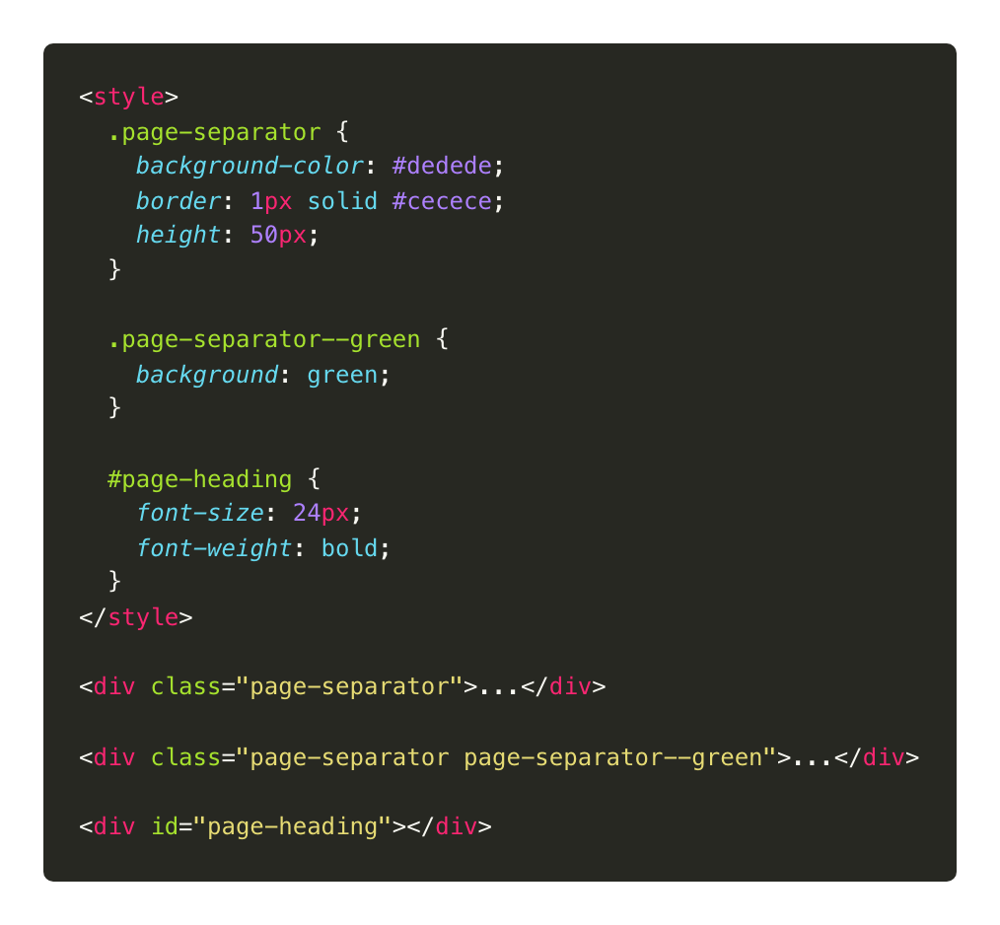 <style>
  .page-separator {
    background-color: #dedede;
    border: 1px solid #cecece;
    height: 50px;
  }

  .page-separator--green {
    background: green;
  }

  #page-heading {
    font-size: 24px;
    font-weight: bold;
  }
</style>

<div class="page-separator">...</div>

<div class="page-separator page-separator--green">...</div>

<div id="page-heading"></div>